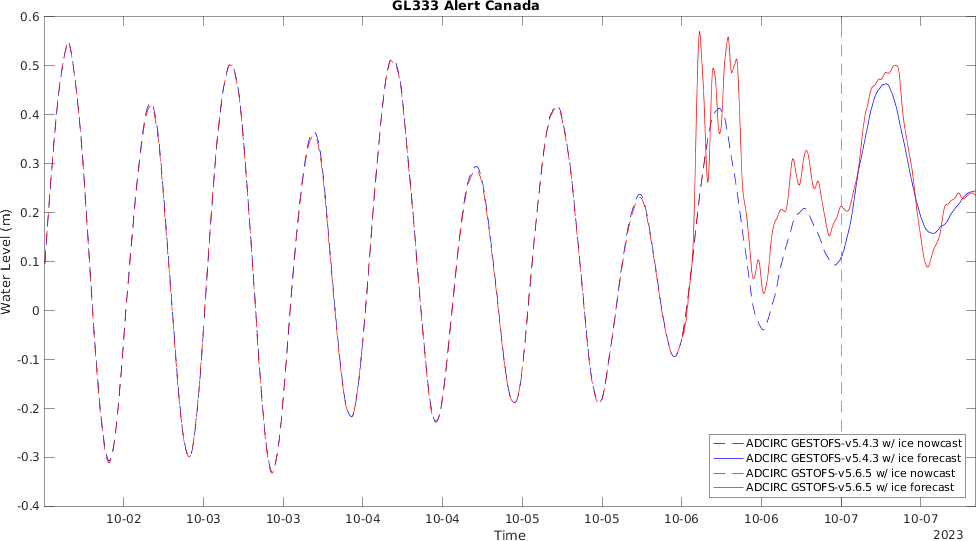 GL333 Alert Canada
0.6
0.5
0.4
0.3
0.2
0.1
0
-0.1
-0.2
-0.3
-0.4
Water Level (m)
ADCIRC GESTOFS-v5.4.3 w/ ice nowcast
ADCIRC GESTOFS-v5.4.3 w/ ice forecast
ADCIRC GSTOFS-v5.6.5 w/ ice nowcast
ADCIRC GSTOFS-v5.6.5 w/ ice forecast
10-02 10-03 10-03 10-04 10-04 10-05 10-05 10-06 10-06 10-07 10-07
Time
2023